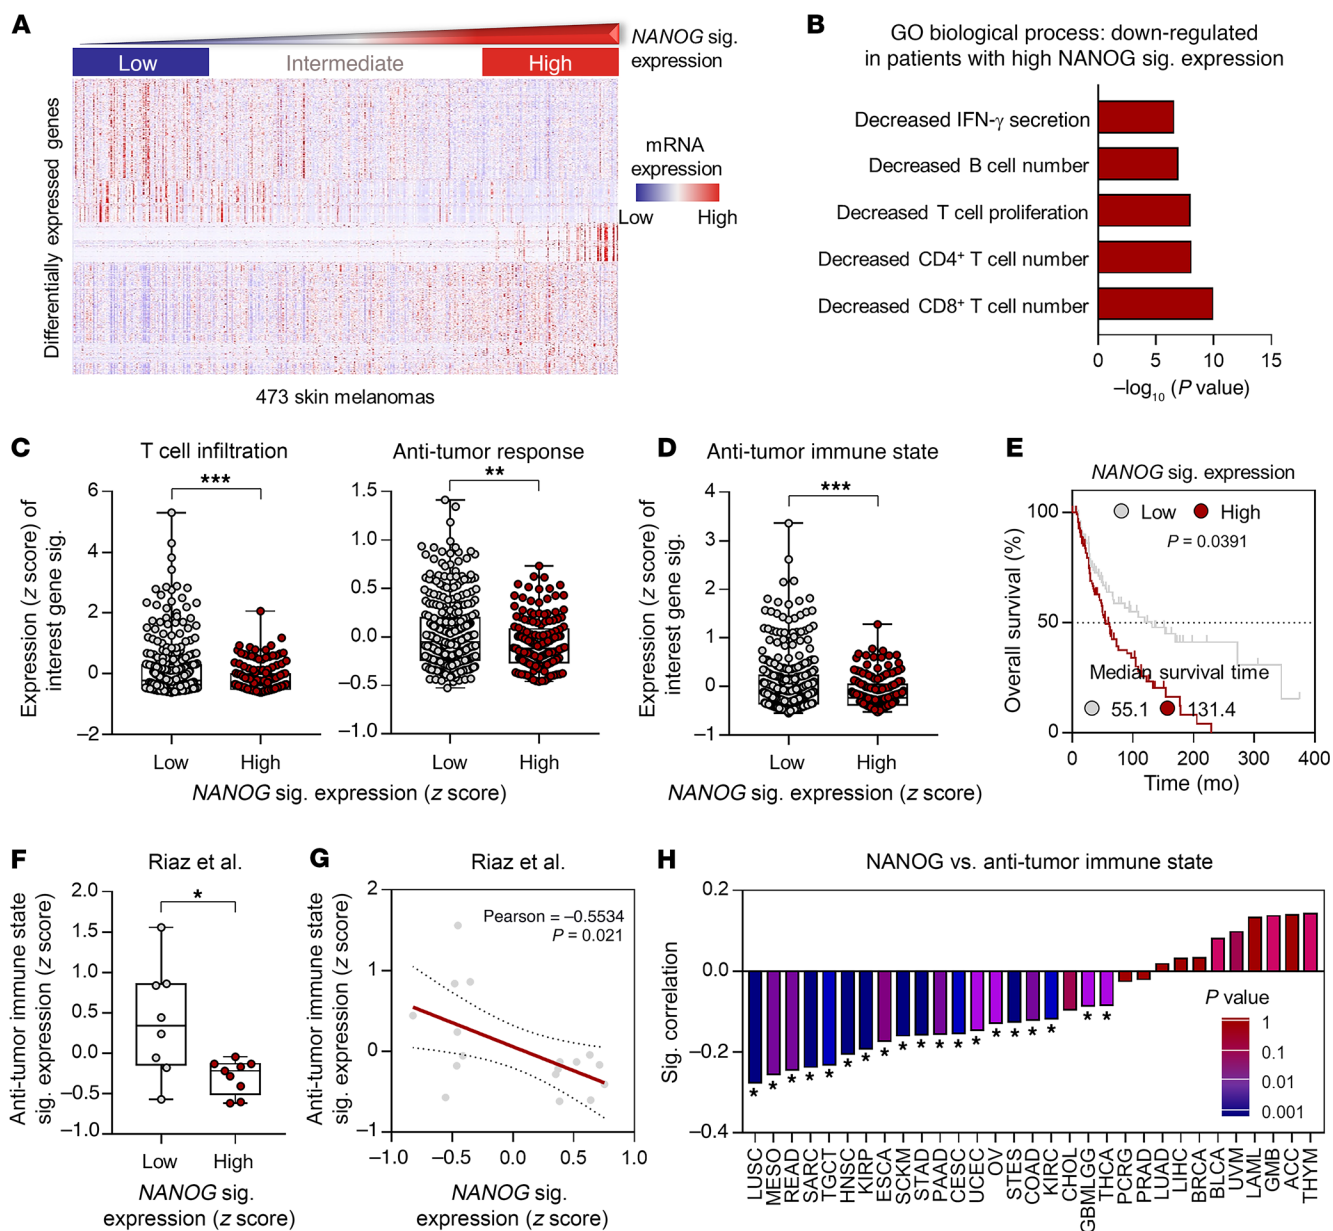 A
NANOG sig.
expression
Low
Intermediate
High
Differentially expressed genes
mRNA
expression
Low
High
473 skin melanomas
B
GO biological process: down-regulated
in patients with high NANOG sig. expression
Decreased IFN-γ secretion
Decreased B cell number
Decreased T cell proliferation
Decreased CD4+ T cell number
Decreased CD8+ T cell number
0 5 10 15
–log10 (P value)
C
T cell infiltration
***
Expression (z score) of
interest gene sig.
6
4
2
0
–2
Low High
Anti-tumor response
**
1.5
1.0
0.5
0.0
–0.5
–1.0
Low High
NANOG sig. expression (z score)
D
Anti-tumor immune state
***
Expression (z score) of
interest gene sig.
4
3
2
1
0
–1
Low High
NANOG sig. expression (z score)
E
NANOG sig. expression
Low High
P = 0.0391
Overall survival (%)
100
50
0
Median survival time
55.1 131.4
0 100 200 300 400
Time (mo)
F
Riaz et al.
*
Anti-tumor immune state
sig. expression (z score)
2.0
1.5
1.0
0.5
0.0
–0.5
–1.0
Low High
NANOG sig.
expression (z score)
G
Riaz et al.
Pearson = –0.5534
P = 0.021
Anti-tumor immune state
sig. expression (z score)
2
1
0
–1
–1.0 –0.5 0.0 0.5 1.0
NANOG sig.
expression (z score)
H
NANOG vs. anti-tumor immune state
Sig. correlation
0.2
0.0
–0.2
–0.4
* * * * * * * * * * * * * * * * * * *
P value
1
0.1
0.01
0.001
LUSC
MESO
READ
SARC
TGCT
HNSC
KIRP
ESCA
SCKM
STAD
PAAD
CESC
UCEC
OV
STES
COAD
KIRC
CHOL
GBMLGG
THCA
PCRG
PRAD
LUAD
LIHC
BRCA
BLCA
UVM
LAML
GMB
ACC
THYM